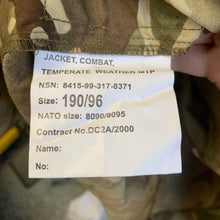 JACKET, COMBAT,
TEMPERATE WEATHER MTP
NSN: 8415-99-317-8371
Size: 190/96
NATO size: 8090/9095
Contract No.DC2A/2000
Name:
No: